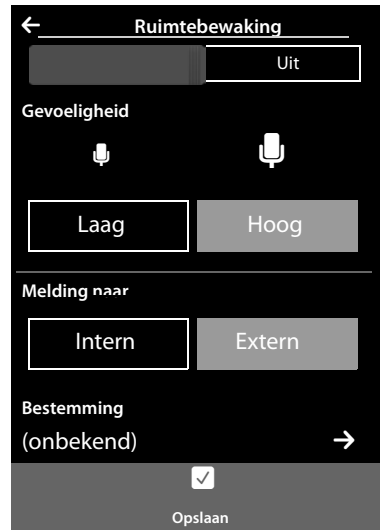 Ruimtebewaking
Uit
Gevoeligheid
Laag Hoog
Melding naar
Intern Extern
Bestemming
(onbekend)
Opslaan